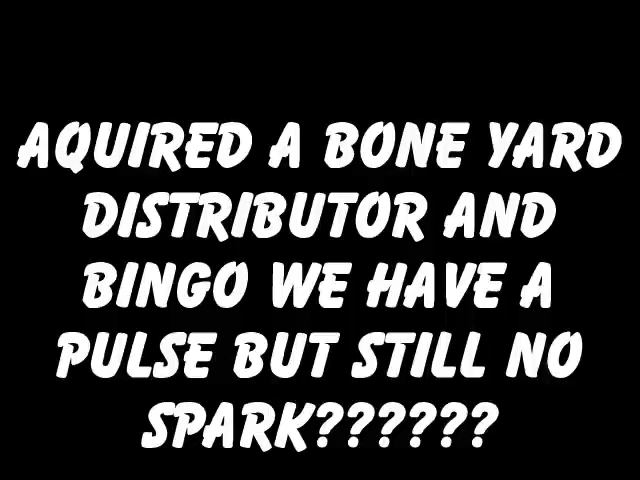 AQUIRED A BONE YARD
DISTRIBUTOR AND
BINGO WE HAVE A
PULSE BUT STILL NO
SPARK??????